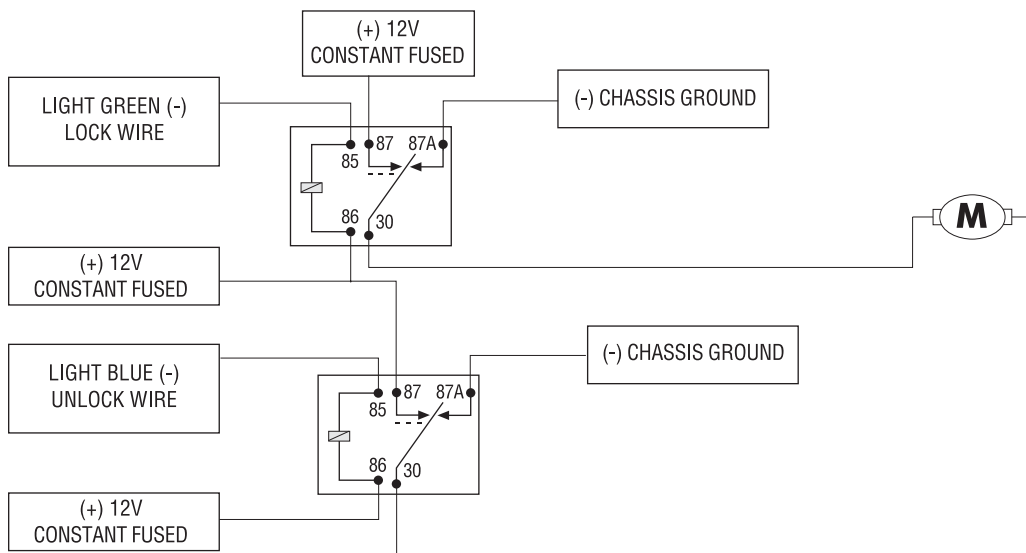 (+) 12V
CONSTANT FUSED
LIGHT GREEN (-)
LOCK WIRE
(-) CHASSIS GROUND
87 87A
85
86
30
M
(+) 12V
CONSTANT FUSED
(-) CHASSIS GROUND
LIGHT BLUE (-)
UNLOCK WIRE
87 87A
85
86
30
(+) 12V
CONSTANT FUSED